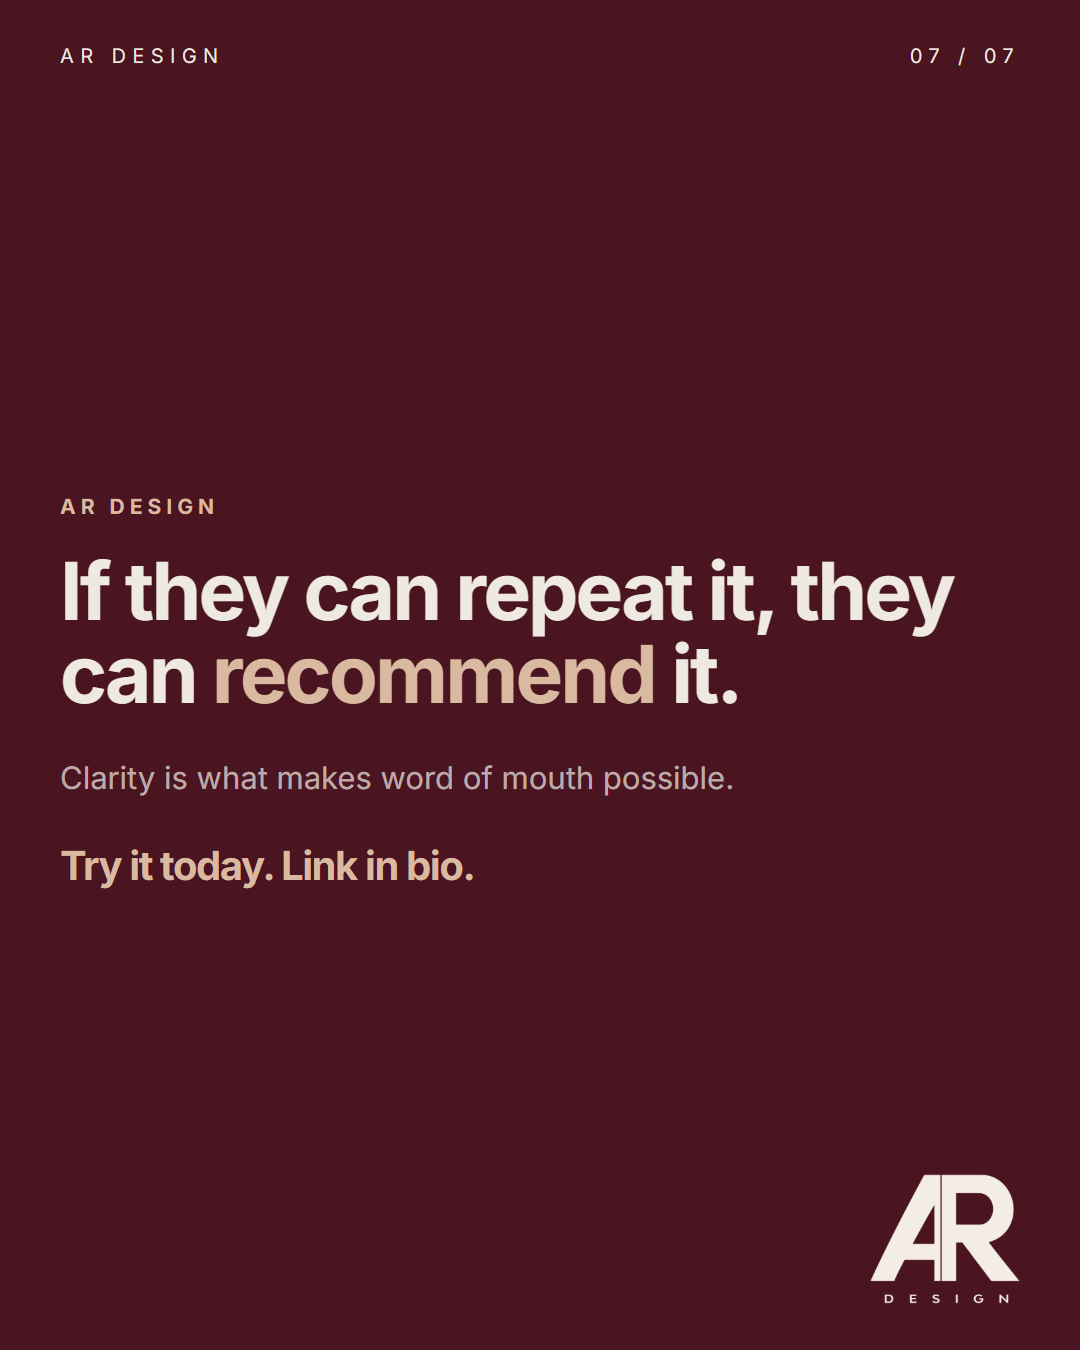 AR DESIGN
07 / 07
AR DESIGN
If they can repeat it, they
can recommend it.
Clarity is what makes word of mouth possible.
Try it today. Link in bio.
AR
DESIGN